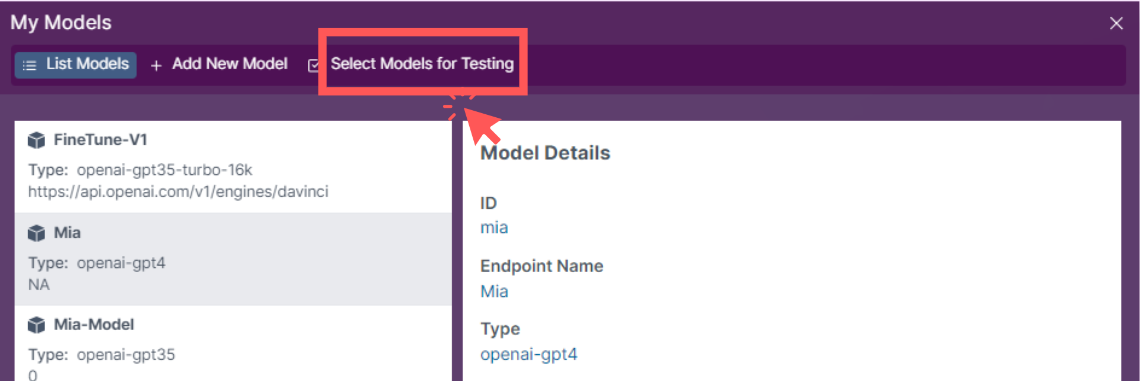 My Models
List Models
Add New Model
Select Models for Testing
FineTune-V1
Type: openai-gpt35-turbo-16k
https://api.openai.com/v1/engines/davinci
Mia
Type: openai-gpt4
NA
Mia-Model
Type: openai-gpt35
0
Model Details
ID
mia
Endpoint Name
Mia
Type
openai-gpt4